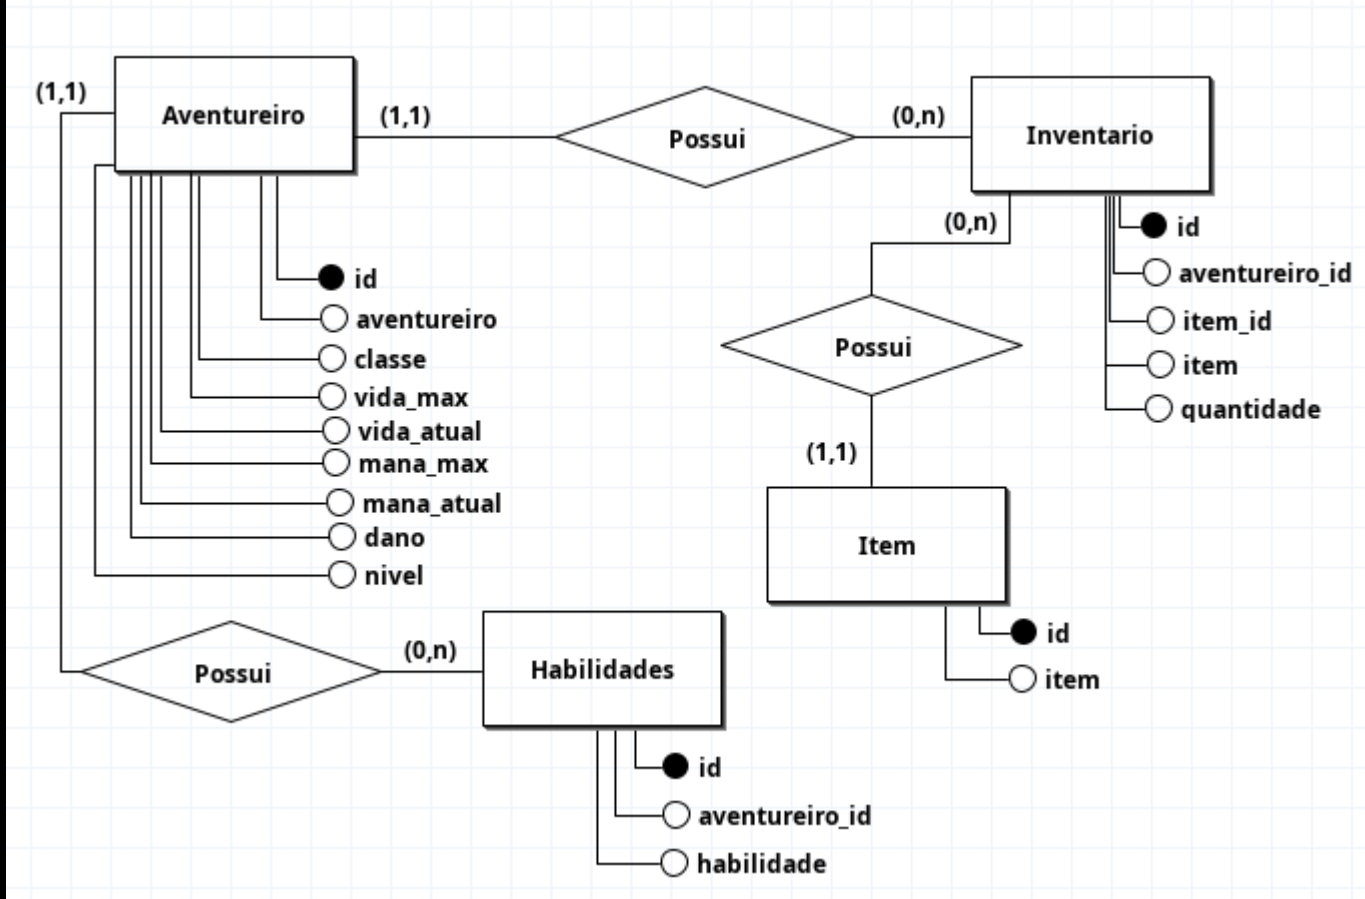 (1,1)
Aventureiro
(1,1)
Possui
(0,n)
Inventario
id
aventureiro_id
item_id
item
quantidade
(0,n)
Possui
(1,1)
Item
id
item
id
aventureiro
classe
vida_max
vida_atual
mana_max
mana_atual
dano
nivel
Possui
(0,n)
Habilidades
id
aventureiro_id
habilidade